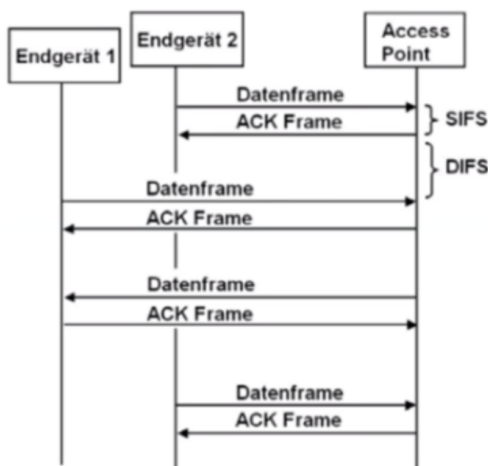 Endgerät 1
Endgerät 2
Access
Point
Datenframe
ACK Frame
SIFS
DIFS
Datenframe
ACK Frame
Datenframe
ACK Frame
Datenframe
ACK Frame